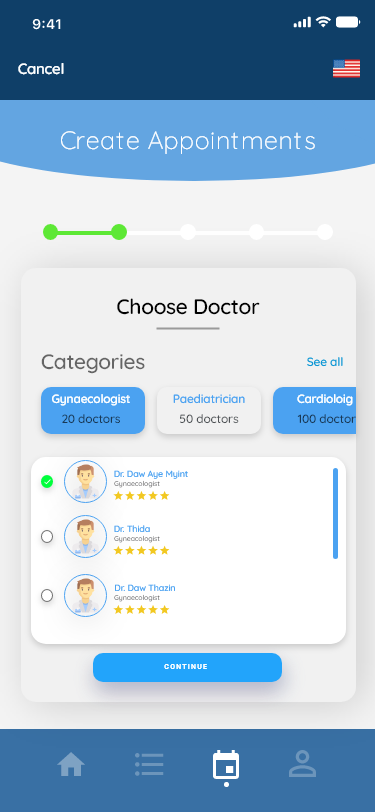 9:41
Cancel
Create Appointments
Choose Doctor
Categories
See all
Gynaecologist
20 doctors
Paediatrician
50 doctors
Cardioloig
100 doctor
Dr. Daw Aye Myint
Gynaecologist
Dr. Thida
Gyneacologist
Dr. Daw Thazin
Gynaecologist
CONTINUE